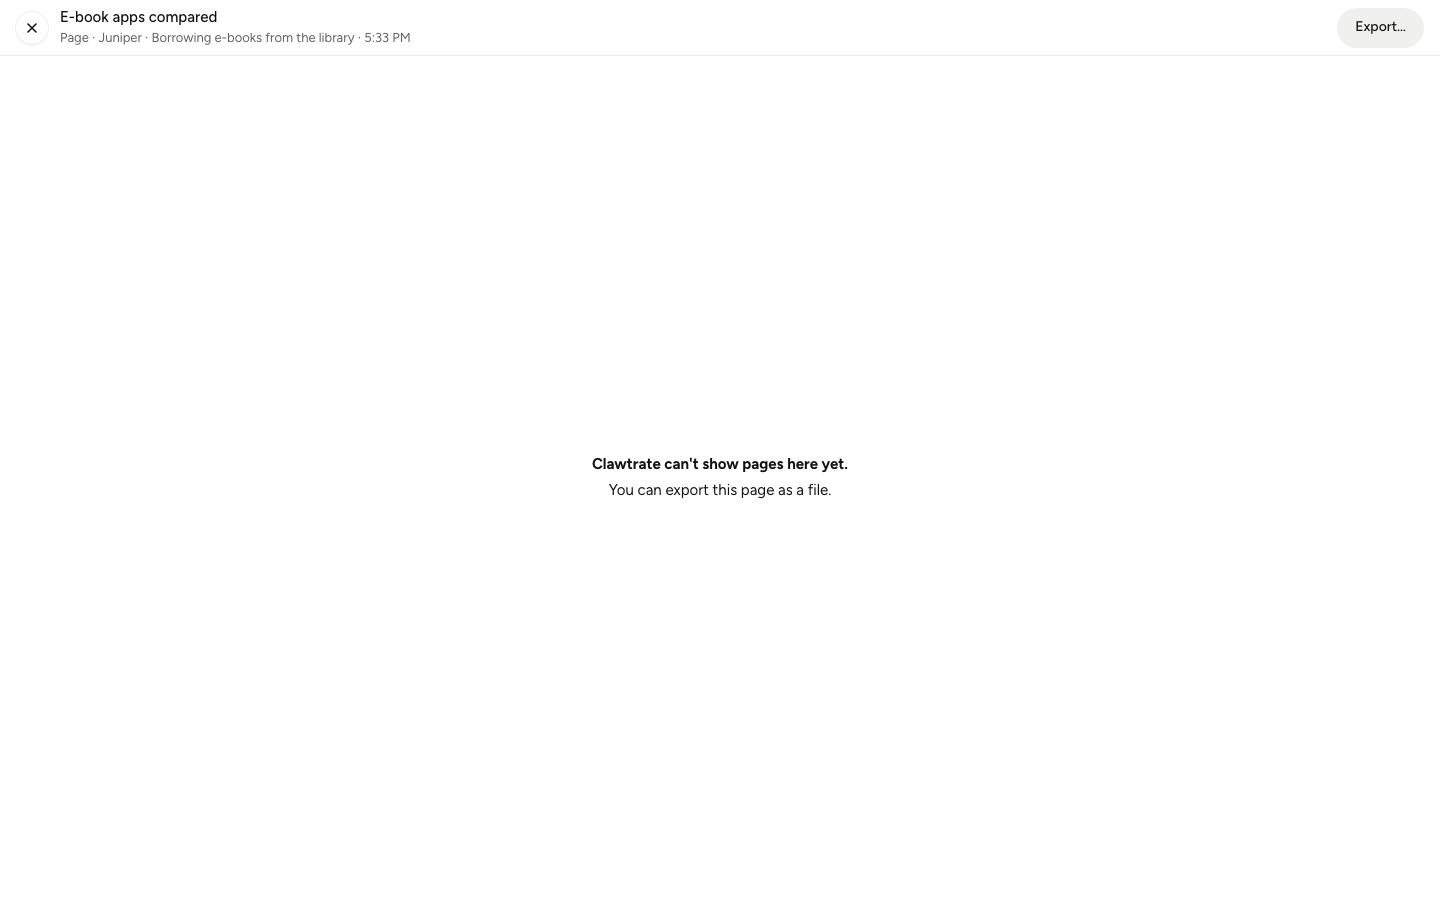 E-book apps compared
Page · Juniper · Borrowing e-books from the library · 5:33 PM
Export...
Clawtrate can't show pages here yet.
You can export this page as a file.